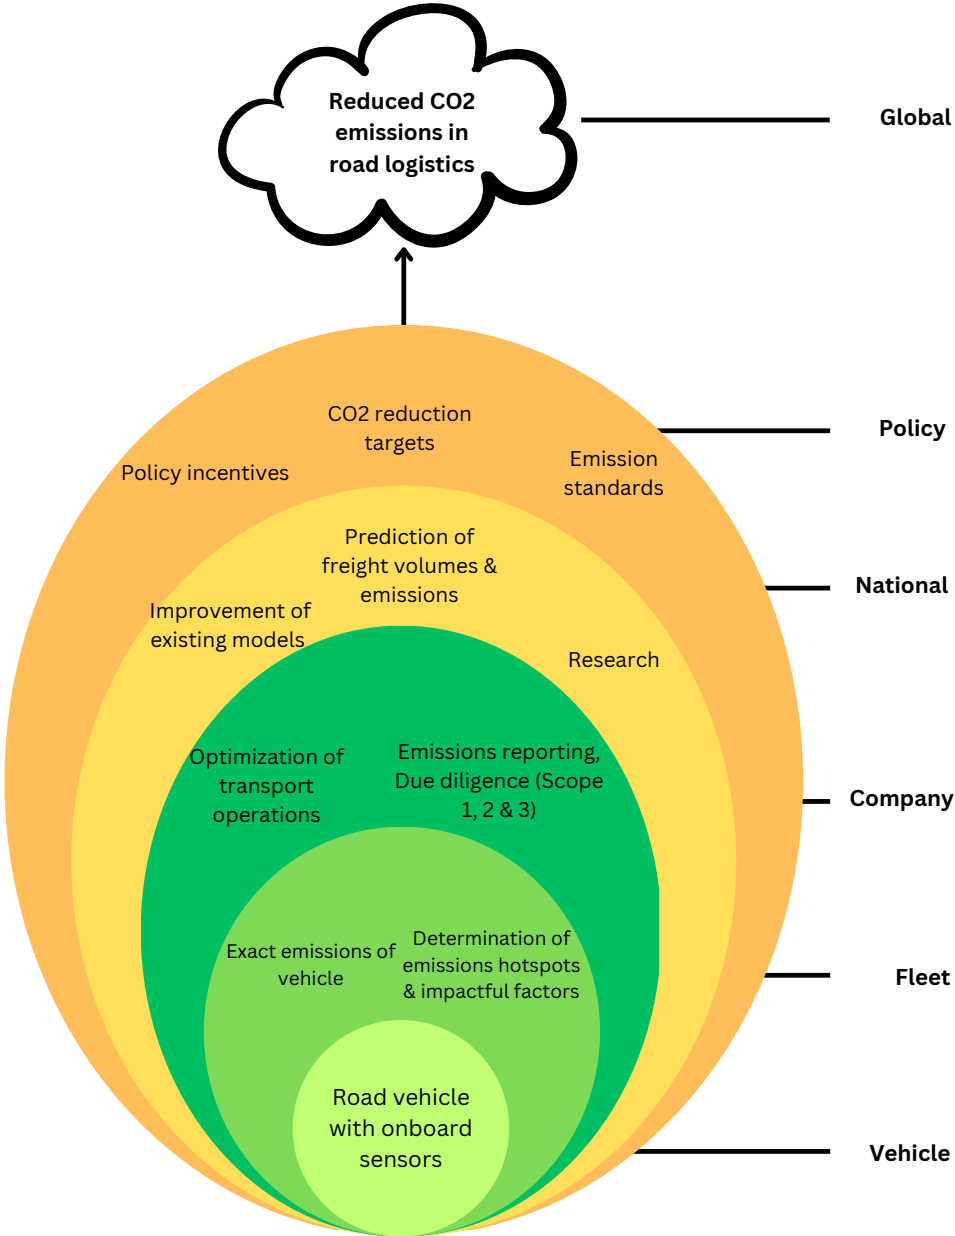 Reduced CO2
emissions in
road logistics
Global
CO2 reduction
targets
Policy
Policy incentives
Emission
standards
Prediction of
freight volumes &
emissions
National
Improvement of
existing models
Research
Optimization of
transport
operations
Emissions reporting,
Due diligence (Scope
1, 2 & 3)
Company
Exact emissions of
vehicle
Determination of
emissions hotspots
& impactful factors
Fleet
Road vehicle
with onboard
sensors
Vehicle